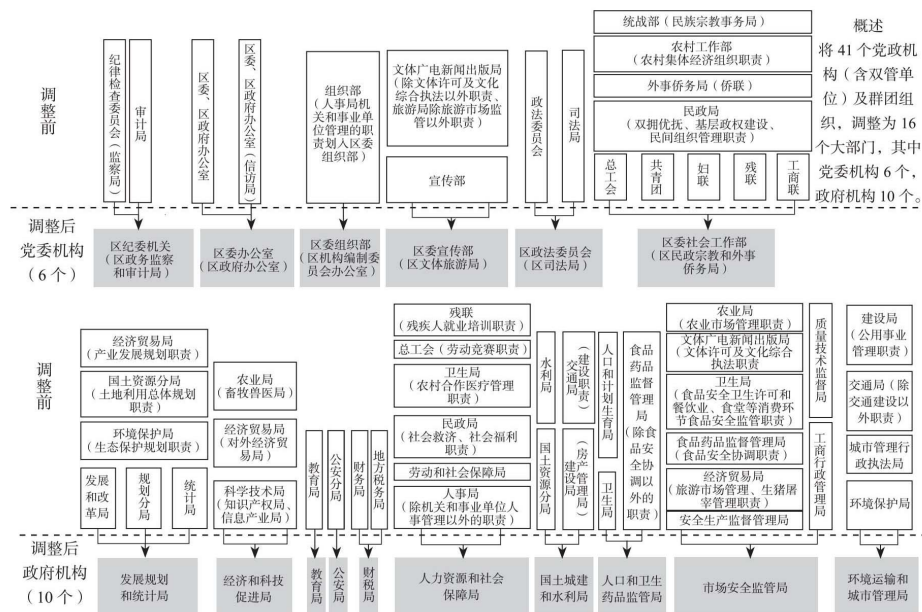 调整前
纪律检查委员会（监察局）
审计局
区委、区政府办公室
区委、区政府办公室（信访局）
组织部
（人事局机
关和事业单
位管理的职
责划入区委
组织部）
文体广电新闻出版局
（除文体许可及文化
综合执法以外职责、
旅游局除旅游市场监
管以外职责）
宣传部
政法委员会
司法局
统战部（民族宗教事务局）
农村工作部
（农村集体经济组织职责）
外事侨务局（侨联）
民政局
（双拥优抚、基层政权建设、
民间组织管理职责）
总工会
共青团
妇联
残联
工商联
概述
将 41 个党政机
构（含双管单
位）及群团组
织，调整为 16
个大部门，其中
党委机构 6 个，
政府机构 10 个。
调整后
党委机构
（6 个）
区纪委机关
（区政务监察
和审计局）
区委办公室
（区政府办公室）
区委组织部
（区机构编制委
员会办公室）
区委宣传部
（区文体旅游局）
区政法委员会
（区司法局）
区委社会工作部
（区民政宗教和外事
侨务局）
调整前
经济贸易局
（产业发展规划职责）
国土资源分局
（土地利用总体规划
职责）
环境保护局
（生态保护规划职责）
发展和改革局
规划分局
统计局
农业局
（畜牧兽医局）
经济贸易局
（对外经济贸
易局）
科学技术局
（知识产权局、
信息产业局）
教育局
公安分局
财务局
地方税务局
残联
（残疾人就业培训职责）
总工会（劳动竞赛职责）
卫生局
（农村合作医疗管理
职责）
民政局
（社会救济、社会福利
职责）
劳动和社会保障局
人事局
（除机关和事业单位人
事管理以外的职责）
水利局
国土资源分局
交通局（建设职责）
建设局（房产管理局）
人口和计划生育局
卫生局
食品药品监督管理局（除食品安全协调以外的职责）
农业局
（农业市场管理职责）
文体广电新闻出版局
（文体许可及文化综合
执法职责
卫生局
（食品安全卫生许可和
餐饮业、食堂等消费环
节食品安全监管职责）
食品药品监督管理局
（食品安全协调职责）
经济贸易局
（旅游市场管理、生猪屠
宰管理职责）
安全生产监督管理局
质量技术监督局
工商行政管理局
建设局
（公用事业
管理职责）
交通局（除
交通建设以
外职责）
城市管理行
政执法局
环境保护局
调整后
政府机构
（10 个）
发展规划
和统计局
经济和科技
促进局
教育局
公安局
财税局
人力资源和社会
保障局
国土城建
和水利局
人口和卫生
药品监管局
市场安全监管局
环境运输和
城市管理局